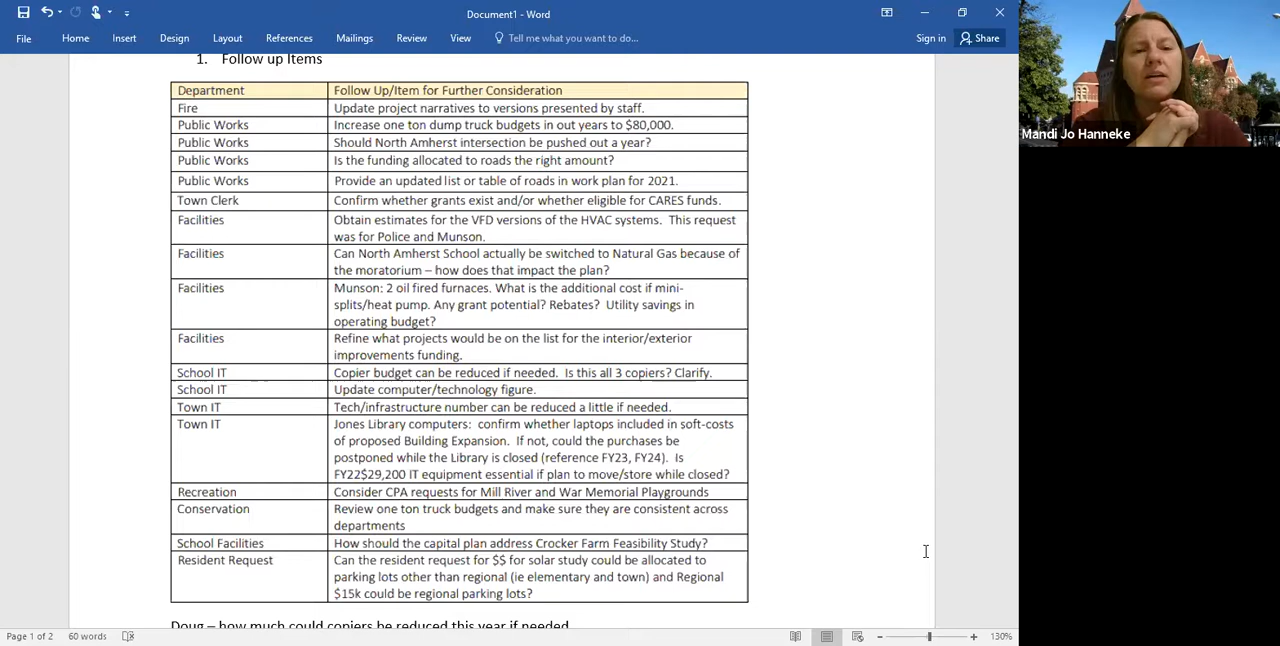 Document1 - Word
File Home Insert Design Layout References Mailings Review View Tell me what you want to do... Sign in Share
1. Follow up Items
Department Follow Up/Item for Further Consideration
Fire Update project narratives to versions presented by staff.
Public Works Increase one ton dump truck budgets in out years to $80,000.
Public Works Should North Amherst intersection be pushed out a year?
Public Works Is the funding allocated to roads the right amount?
Public Works Provide an updated list or table of roads in work plan for 2021.
Town Clerk Confirm whether grants exist and/or whether eligible for CARES funds.
Facilities Obtain estimates for the VFD versions of the HVAC systems. This request
was for Police and Munson.
Facilities Can North Amherst School actually be switched to Natural Gas because of
the moratorium – how does that impact the plan?
Facilities Munson: 2 oil fired furnaces. What is the additional cost if mini-
splits/heat pump. Any grant potential? Rebates? Utility savings in
operating budget?
Facilities Refine what projects would be on the list for the interior/exterior
improvements funding.
School IT Copier budget can be reduced if needed. Is this all 3 copiers? Clarify.
School IT Update computer/technology figure.
Town IT Tech/infrastructure number can be reduced a little if needed.
Town IT Jones Library computers: confirm whether laptops included in soft-costs
of proposed Building Expansion. If not, could the purchases be
postponed while the Library is closed (reference FY23, FY24). Is
FY22$29,200 IT equipment essential if plan to move/store while closed?
Recreation Consider CPA requests for Mill River and War Memorial Playgrounds
Conservation Review one ton truck budgets and make sure they are consistent across
departments
School Facilities How should the capital plan address Crocker Farm Feasibility Study?
Resident Request Can the resident request for $$ for solar study could be allocated to
parking lots other than regional (ie elementary and town) and Regional
$15k could be regional parking lots?
Doug – how much could copiers be reduced this year if needed
Page 1 of 2 60 words 130%
Mandi Jo Hanneke